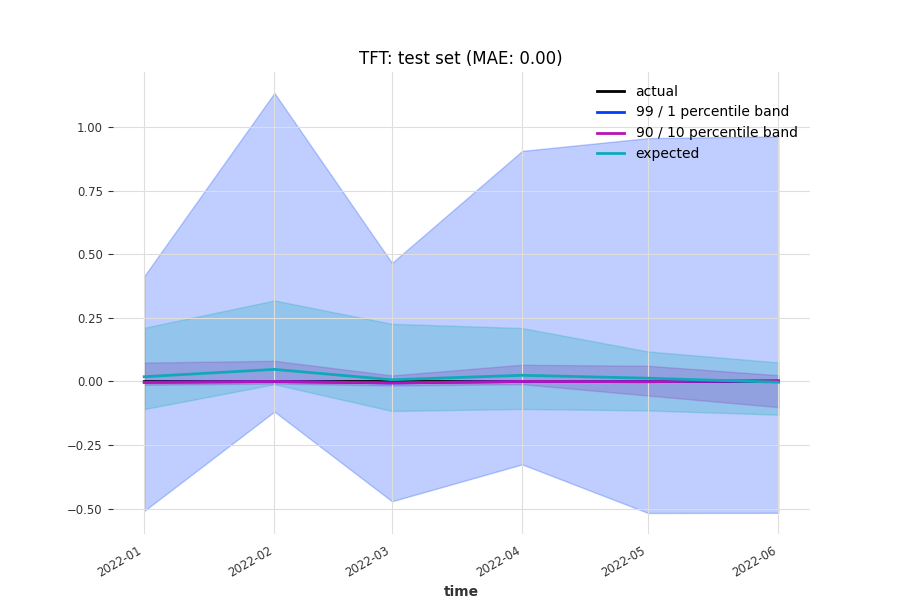 TFT: test set (MAE: 0.00)
actual
99 / 1 percentile band
90 / 10 percentile band
expected
1.00
0.75
0.50
0.25
0.00
−0.25
−0.50
2022-01
2022-02
2022-03
2022-04
2022-05
2022-06
time